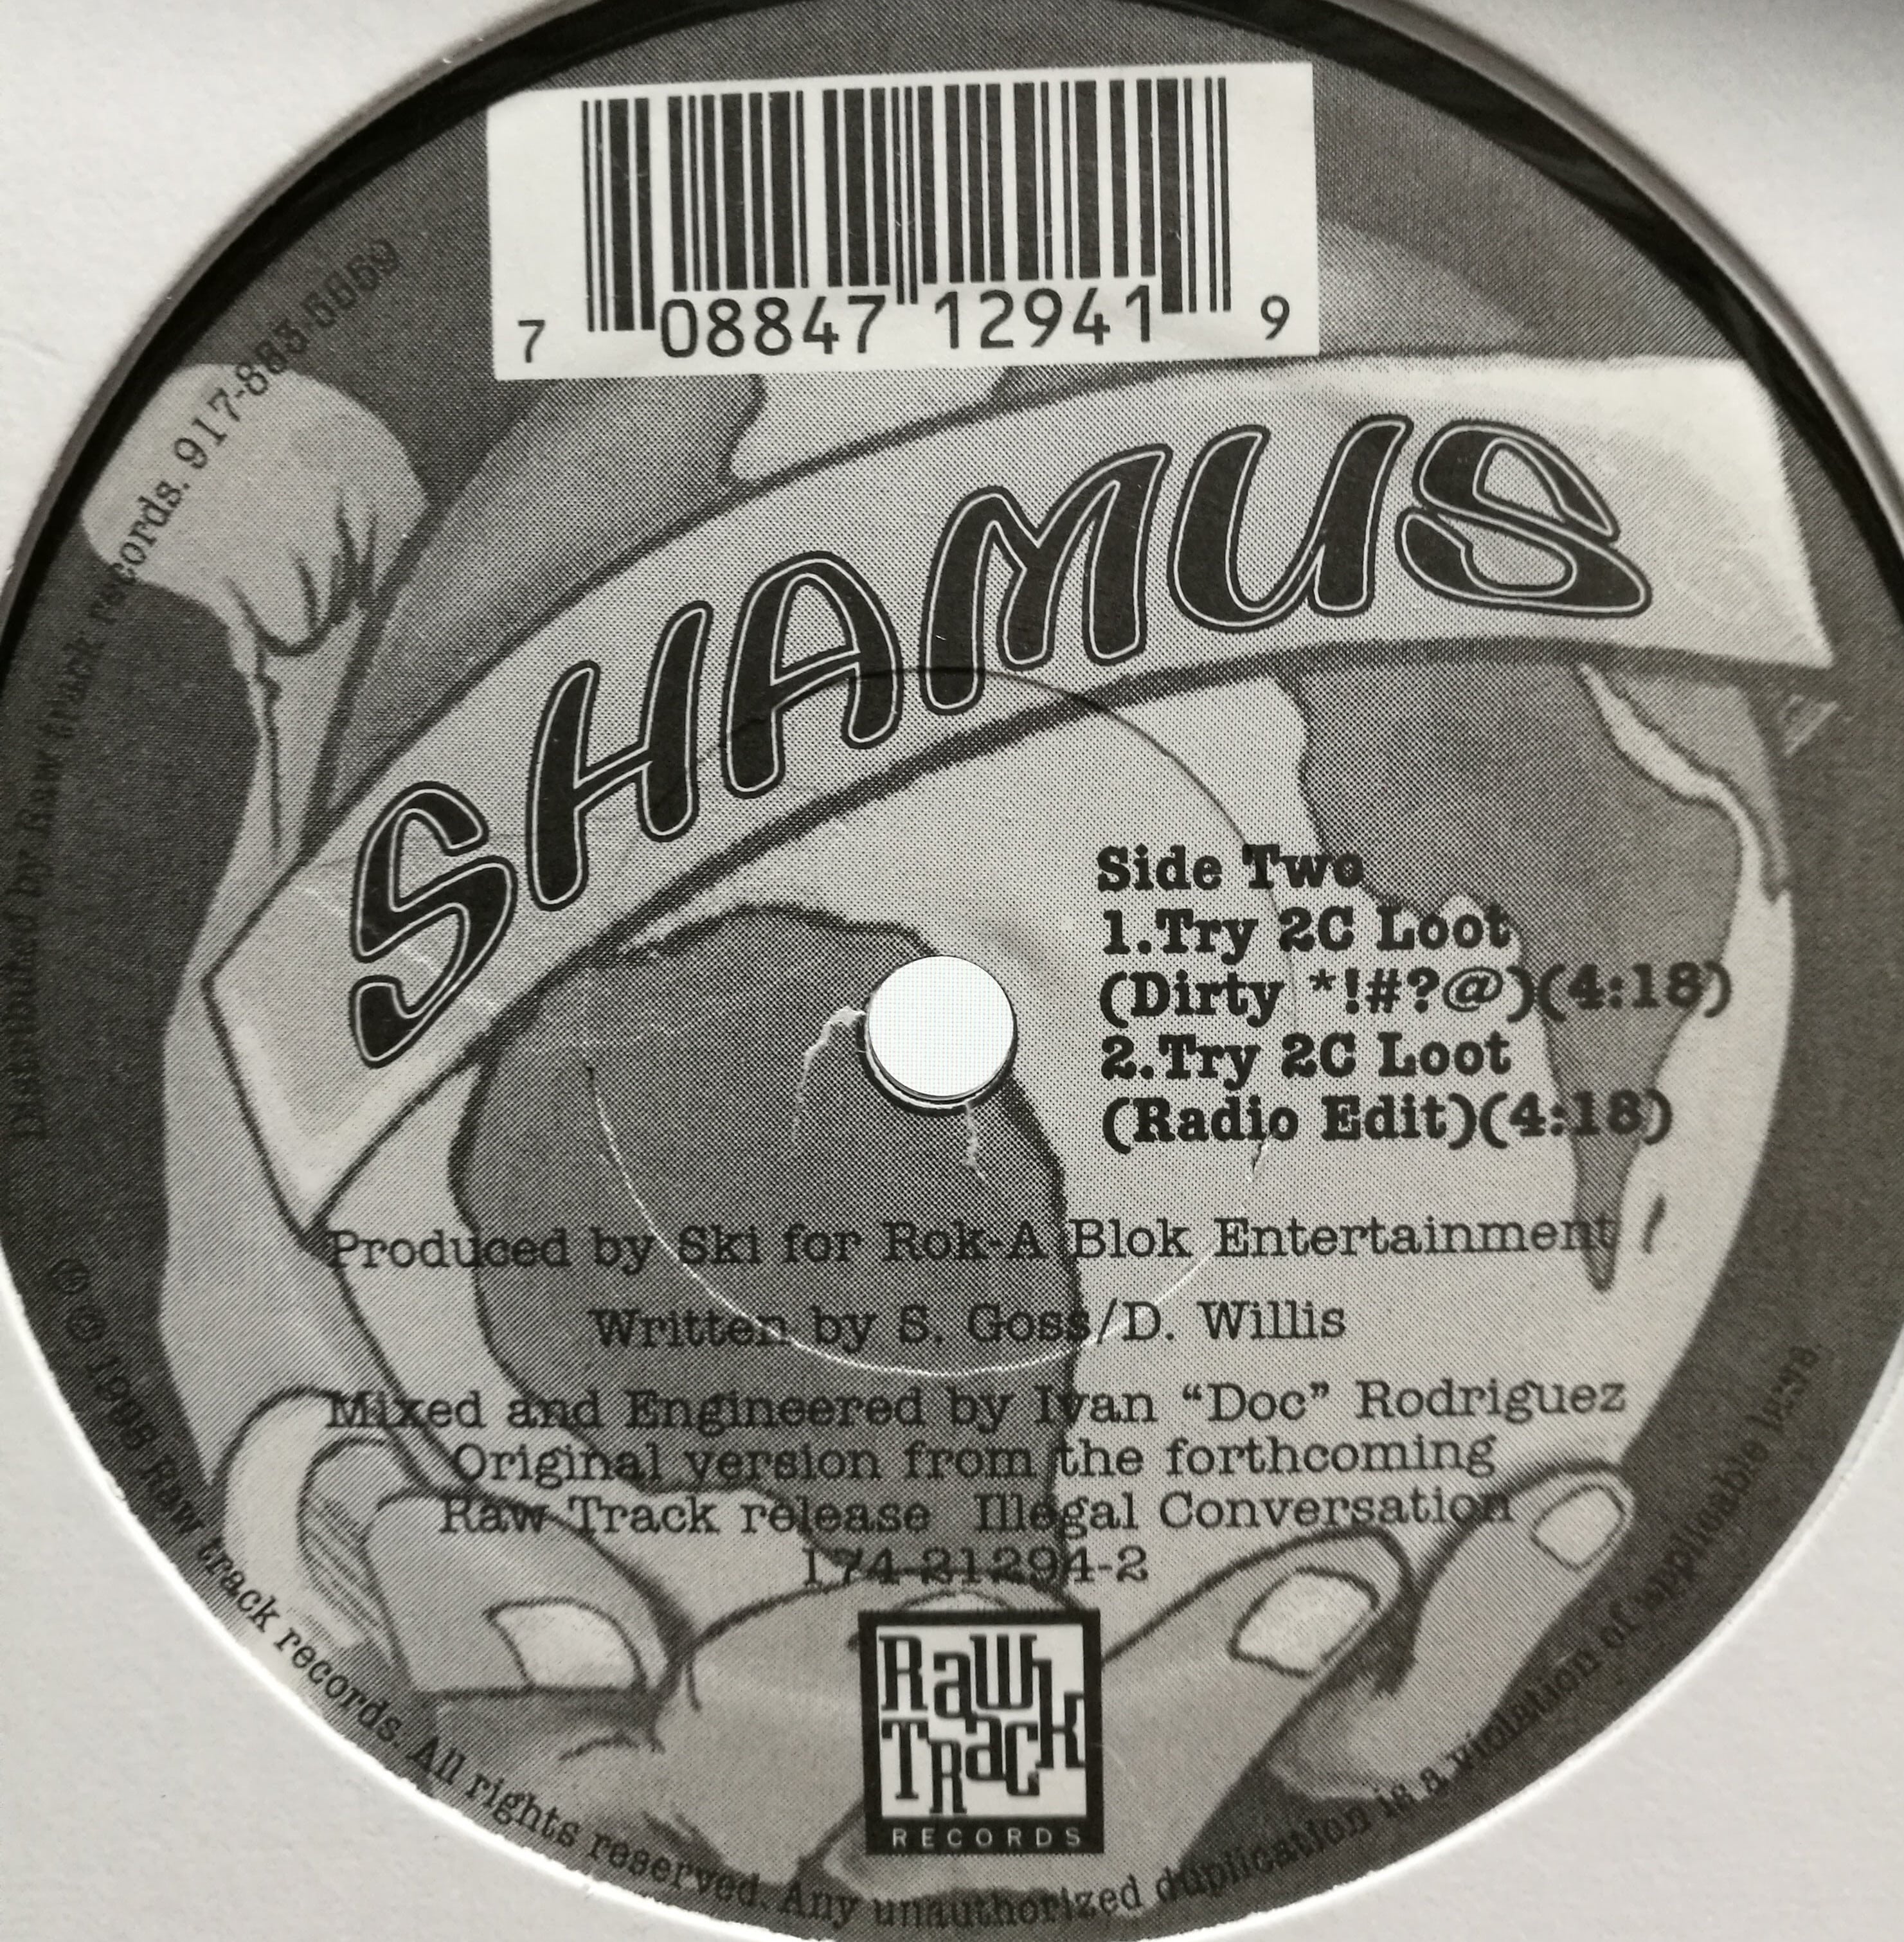 7 08847 12941 9
SHAMUS
Side Two
1.Try 2C Loot
(Dirty *!#?@)(4:18)
2.Try 2C Loot
(Radio Edit)(4:18)
Produced by Ski for Rok-A Blok Entertainment
Written by S. Goss/D. Willis
Mixed and Engineered by Ivan “Doc” Rodriguez
Original version from the forthcoming
Raw Track release Illegal Conversation
174-21294-2
Raw Track
RECORDS
Distributed by Raw track records. 917-883-
℗ © Raw track records. All rights reserved. Any unauthorized duplication is a violation of applicable